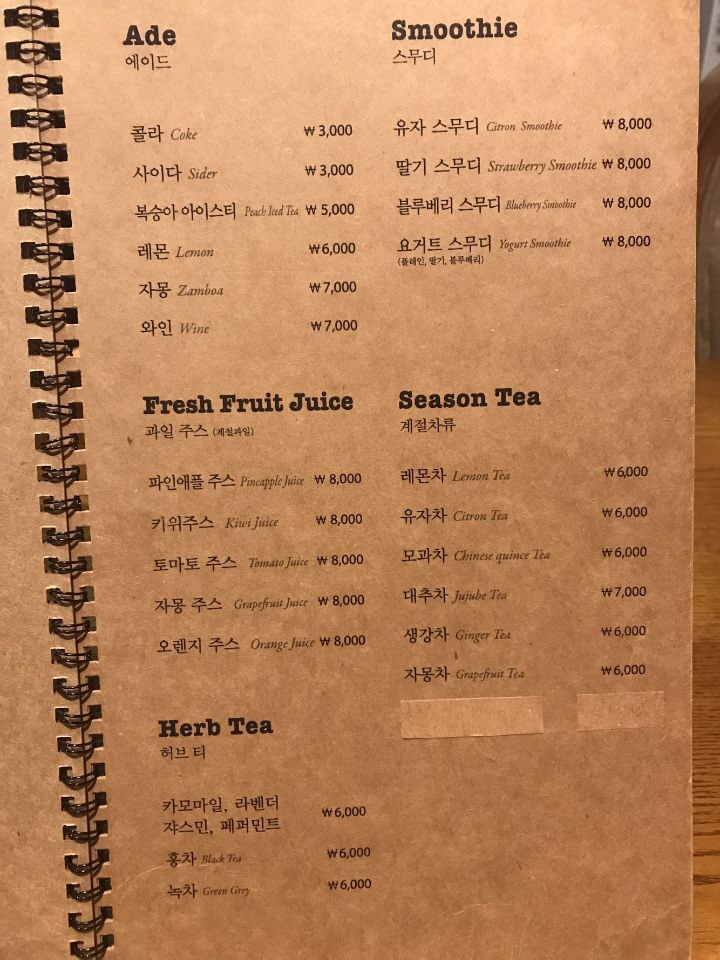 Ade
에이드
콜라 Coke ₩3,000
사이다 Sider ₩3,000
복숭아 아이스티 Peach Iced Tea ₩5,000
레몬 Lemon ₩6,000
자몽 Zamboa ₩7,000
와인 Wine ₩7,000
Smoothie
스무디
유자 스무디 Citron Smoothie ₩8,000
딸기 스무디 Strawberry Smoothie ₩8,000
블루베리 스무디 Blueberry Smoothie ₩8,000
요거트 스무디 Yogurt Smoothie ₩8,000
(플레인, 딸기, 블루베리)
Fresh Fruit Juice
과일 주스 (계절과일)
파인애플 주스 Pineapple Juice ₩8,000
키위주스 Kiwi Juice ₩8,000
토마토 주스 Tomato Juice ₩8,000
자몽 주스 Grapefruit Juice ₩8,000
오렌지 주스 Orange Juice ₩8,000
Season Tea
계절차류
레몬차 Lemon Tea ₩6,000
유자차 Citron Tea ₩6,000
모과차 Chinese quince Tea ₩6,000
대추차 Jujube Tea ₩7,000
생강차 Ginger Tea ₩6,000
자몽차 Grapefruit Tea ₩6,000
Herb Tea
허브 티
카모마일, 라벤더
쟈스민, 페퍼민트 ₩6,000
홍차 Black Tea ₩6,000
녹차 Green Grey ₩6,000